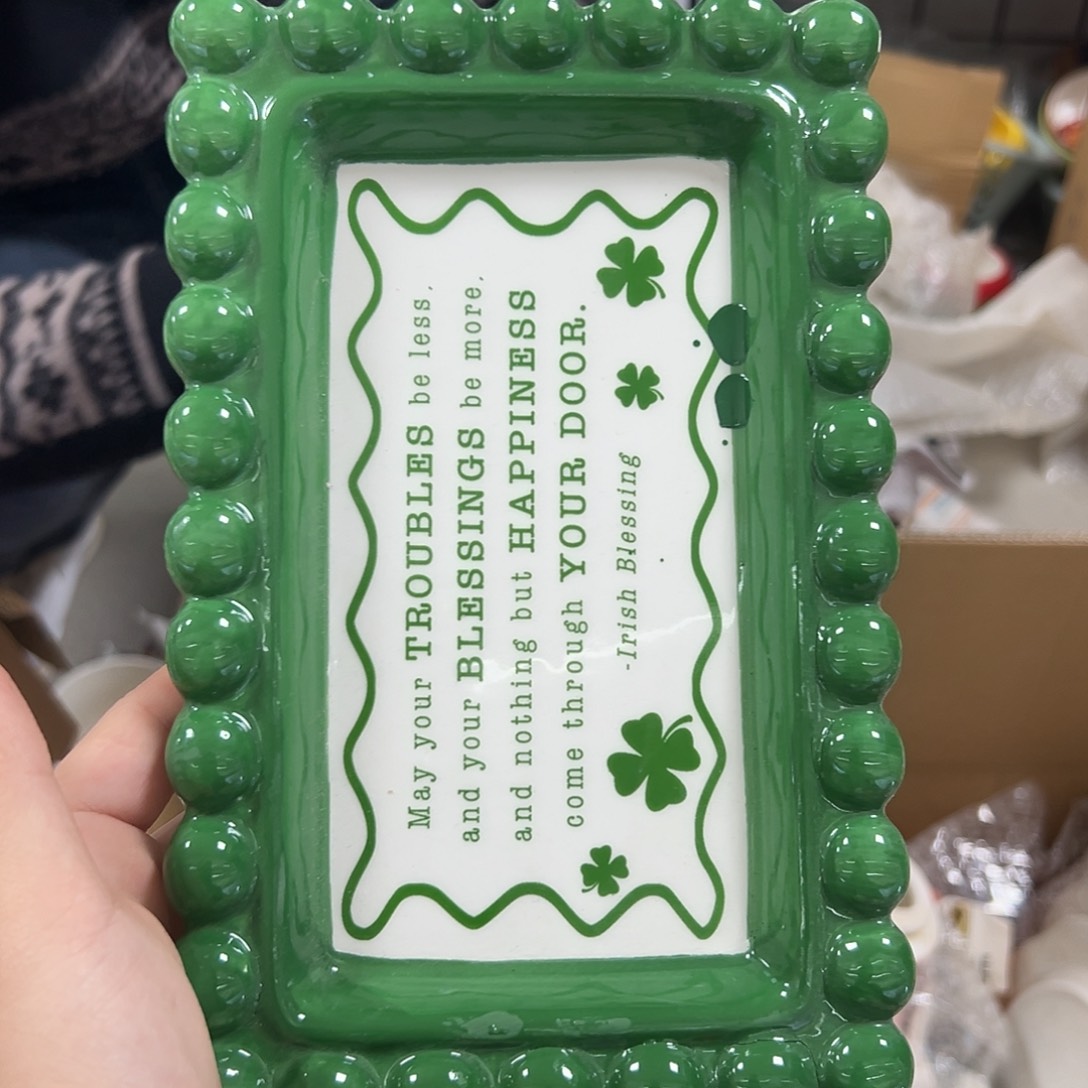 May your TROUBLES be less,
and your BLESSINGS be more,
and nothing but HAPPINESS
come through YOUR DOOR.
-Irish Blessing